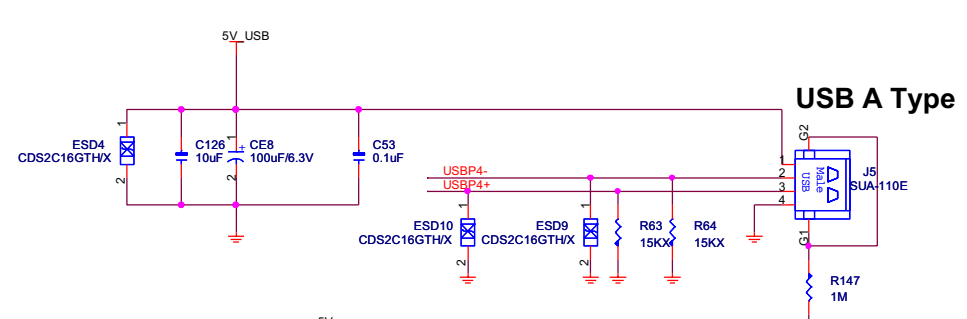 5V_USB
USB A Type
1
ESD4
CDS2C16GTH/X
2
C126
10uF
1
+
CE8
100uF/6.3V
2
C53
0.1uF
G2
1
2
3
4
Male
USB
J5
SUA-110E
USBP4-
USBP4+
1
ESD10
CDS2C16GTH/X
2
1
ESD9
CDS2C16GTH/X
2
R63
15KX
R64
15KX
G1
R147
1M